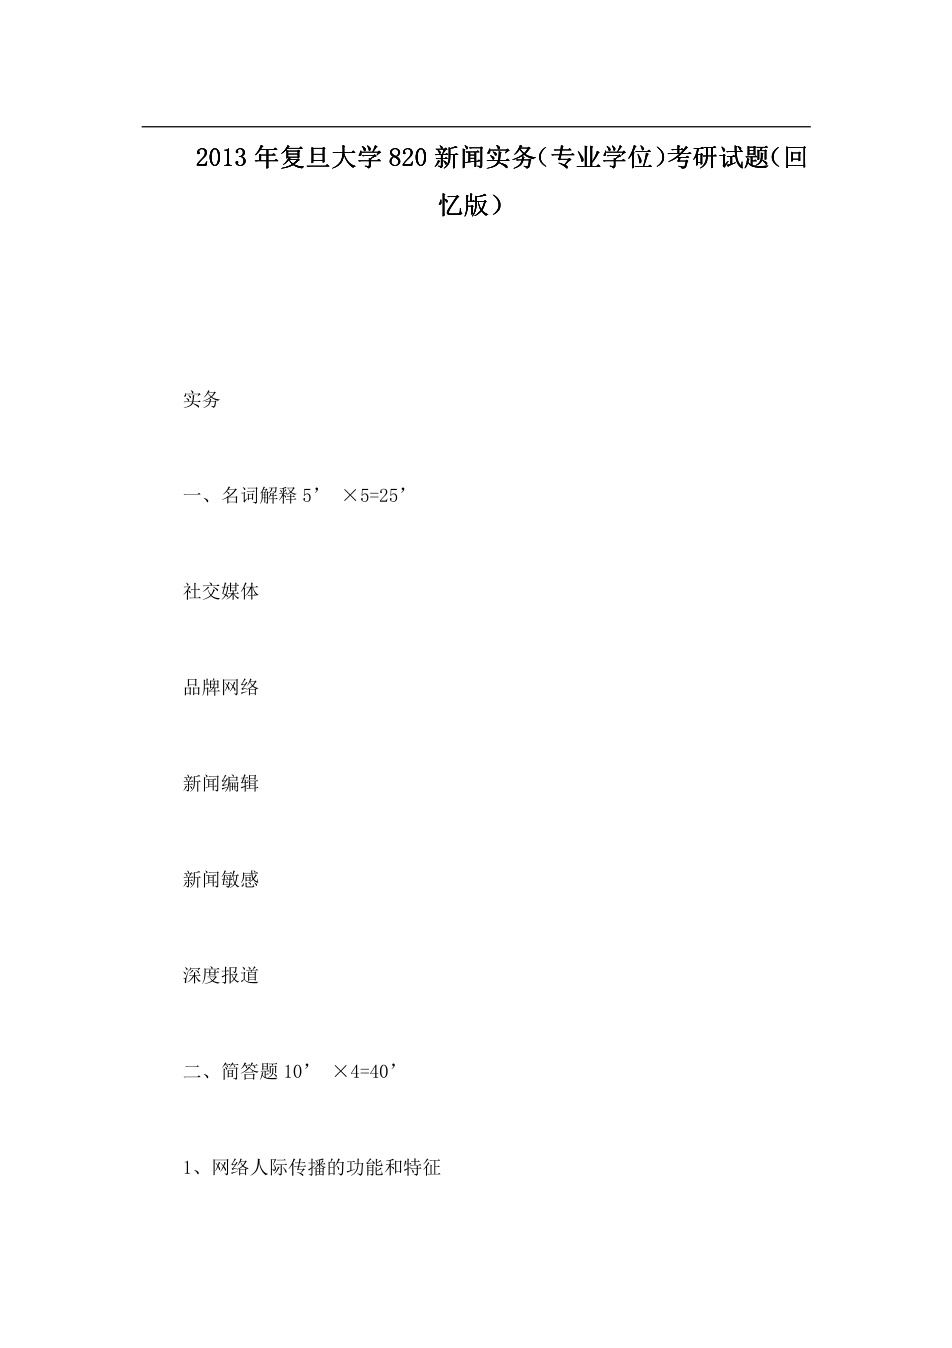 2013年复旦大学820新闻实务(专业学位)考研试题(回
忆版)
实务
一、名词解释5’ ×5=25’
社交媒体
品牌网络
新闻编辑
新闻敏感
深度报道
二、简答题10’ ×4=40’
1、网络人际传播的功能和特征